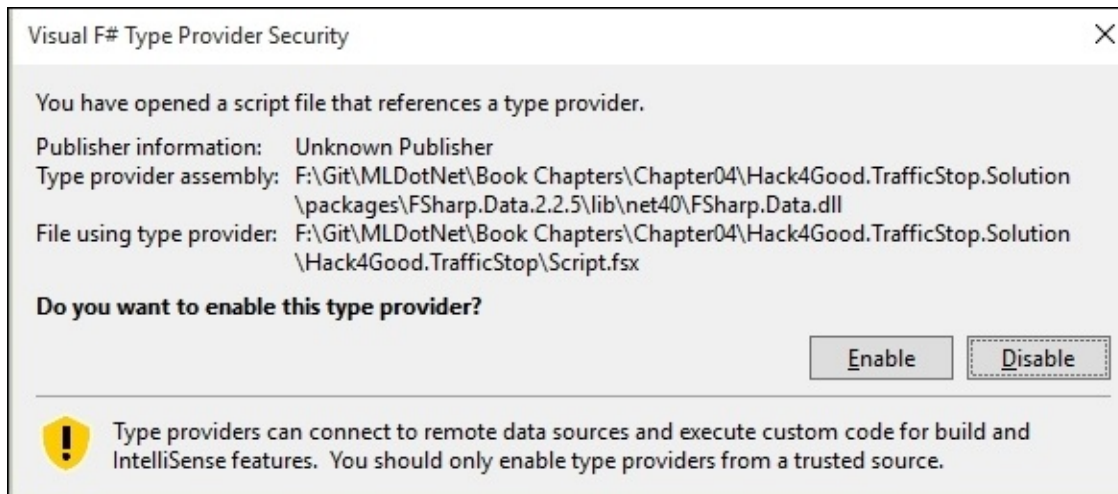 Visual F# Type Provider Security
You have opened a script file that references a type provider.
Publisher information: Unknown Publisher
Type provider assembly: F:\Git\MLDotNet\Book Chapters\Chapter04\Hack4Good.TrafficStop.Solution
\packages\FSharp.Data.2.2.5\lib\net40\FSharp.Data.dll
File using type provider: F:\Git\MLDotNet\Book Chapters\Chapter04\Hack4Good.TrafficStop.Solution
\Hack4Good.TrafficStop\Script.fsx
Do you want to enable this type provider?
Enable Disable
Type providers can connect to remote data sources and execute custom code for build and
IntelliSense features. You should only enable type providers from a trusted source.